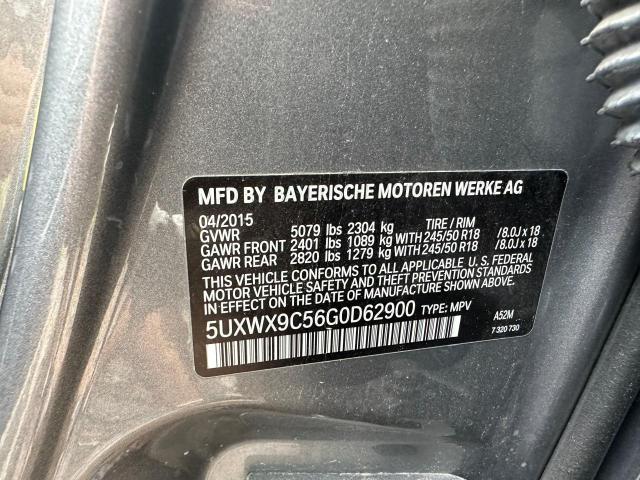 MFD BY BAYERISCHE MOTOREN WERKE AG
04/2015 TIRE / RIM
GVWR 5079 lbs 2304 kg
GAWR FRONT 2401 lbs 1089 kg WITH 245/50 R18 /8.0J x 18
GAWR REAR 2820 lbs 1279 kg WITH 245/50 R18 /8.0J x 18
THIS VEHICLE CONFORMS TO ALL APPLICABLE U. S. FEDERAL
MOTOR VEHICLE SAFETY AND THEFT PREVENTION STANDARDS
IN EFFECT ON THE DATE OF MANUFACTURE SHOWN ABOVE.
5UXWX9C56G0D62900 TYPE: MPV A52M
7 320 730